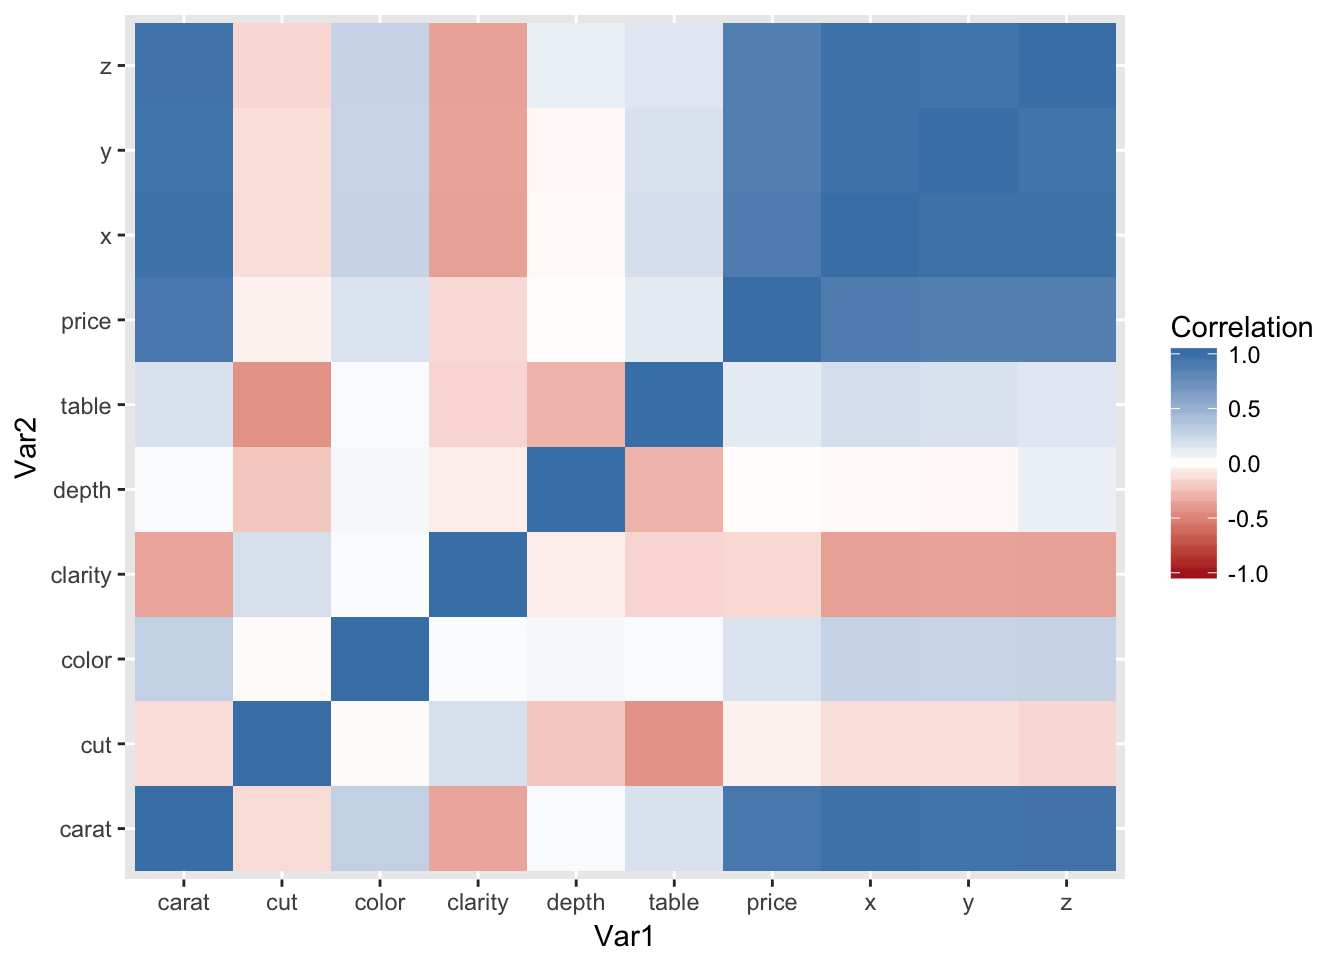 z
y
x
price
table
depth
clarity
color
cut
carat
Var2
carat cut color clarity depth table price x y z
Var1
Correlation
1.0
0.5
0.0
-0.5
-1.0